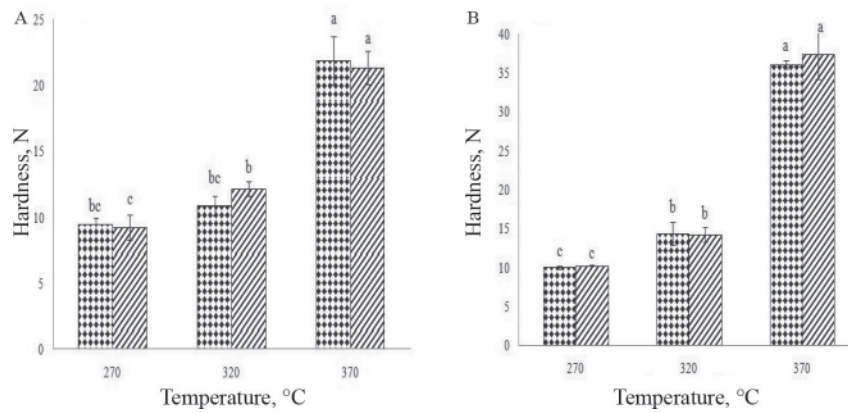 A
25
20
15
10
5
0
Hardness, N
bc
c
bc
b
a
a
270
320
370
Temperature, °C
B
40
35
30
25
20
15
10
5
0
Hardness, N
c
c
b
b
a
a
270
320
370
Temperature, °C